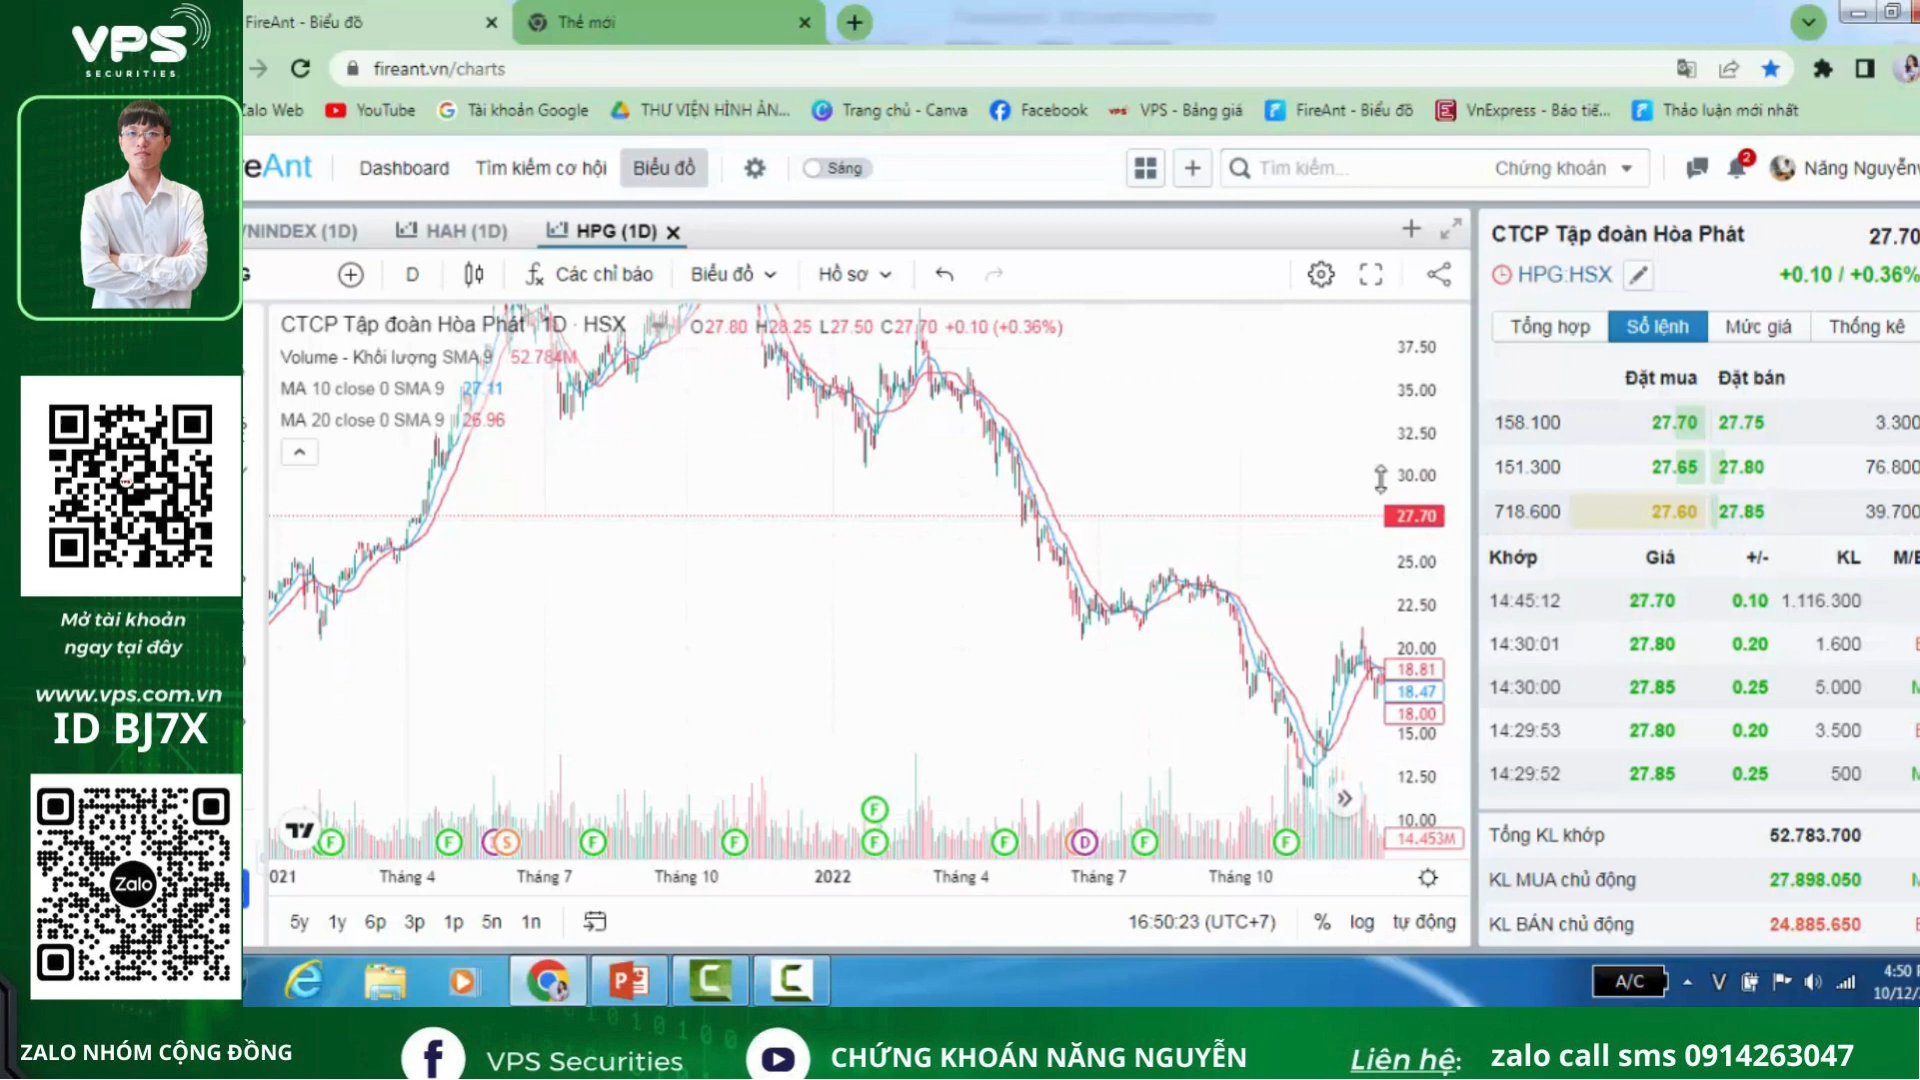 VPS
SECURITIES
Mở tài khoản
ngay tại đây
www.vps.com.vn
ID BJ7X
Zalo
ZALO NHÓM CỘNG ĐỒNG
FireAnt - Biểu đồ
Thẻ mới
fireant.vn/charts
Zalo Web
YouTube
Tài khoản Google
THƯ VIỆN HÌNH ẢN...
Trang chủ - Canva
Facebook
VPS - Bảng giá
FireAnt - Biểu đồ
VnExpress - Báo tiế...
Thảo luận mới nhất
eAnt
Dashboard
Tìm kiếm cơ hội
Biểu đồ
Sáng
Tìm kiếm...
Chứng khoán
2
Năng Nguyễn
VNINDEX (1D)
HAH (1D)
HPG (1D)
D
Các chỉ báo
Biểu đồ
Hồ sơ
CTCP Tập đoàn Hòa Phát · 1D · HSX
O27.80 H28.25 L27.50 C27.70 +0.10 (+0.36%)
Volume - Khối lượng SMA 9 52.784M
MA 10 close 0 SMA 9 27.11
MA 20 close 0 SMA 9 26.96
37.50
35.00
32.50
30.00
27.70
25.00
22.50
20.00
18.81
18.47
18.00
15.00
12.50
10.00
14.453M
F
F
S
F
F
F
F
F
D
F
F
021
Tháng 4
Tháng 7
Tháng 10
2022
Tháng 4
Tháng 7
Tháng 10
5y 1y 6p 3p 1p 5n 1n
16:50:23 (UTC+7)
% log tự động
CTCP Tập đoàn Hòa Phát 27.70
HPG:HSX +0.10 / +0.36%
Tổng hợp Sổ lệnh Mức giá Thống kê
Đặt mua Đặt bán
158.100 27.70 27.75 3.300
151.300 27.65 27.80 76.800
718.600 27.60 27.85 39.700
Khớp Giá +/- KL M/B
14:45:12 27.70 0.10 1.116.300
14:30:01 27.80 0.20 1.600
14:30:00 27.85 0.25 5.000
14:29:53 27.80 0.20 3.500
14:29:52 27.85 0.25 500
Tổng KL khớp 52.783.700
KL MUA chủ động 27.898.050
KL BÁN chủ động 24.885.650
A/C
4:50
10/12/
VPS Securities
CHỨNG KHOÁN NĂNG NGUYỄN
Liên hệ: zalo call sms 0914263047